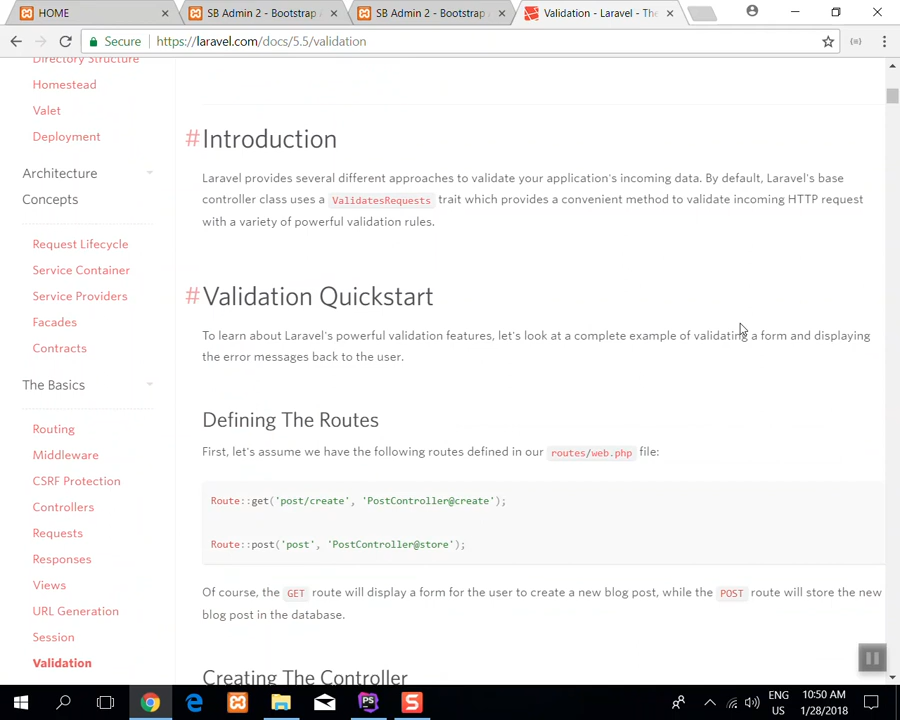 HOME
SB Admin 2 - Bootstrap
SB Admin 2 - Bootstrap
Validation - Laravel - The
Secure
https://laravel.com/docs/5.5/validation
Directory Structure
Homestead
Valet
Deployment
Architecture
Concepts
Request Lifecycle
Service Container
Service Providers
Facades
Contracts
The Basics
Routing
Middleware
CSRF Protection
Controllers
Requests
Responses
Views
URL Generation
Session
Validation
# Introduction
Laravel provides several different approaches to validate your application's incoming data. By default, Laravel's base
controller class uses a ValidatesRequests trait which provides a convenient method to validate incoming HTTP request
with a variety of powerful validation rules.
# Validation Quickstart
To learn about Laravel's powerful validation features, let's look at a complete example of validating a form and displaying
the error messages back to the user.
Defining The Routes
First, let's assume we have the following routes defined in our routes/web.php file:
Route::get('post/create', 'PostController@create');
Route::post('post', 'PostController@store');
Of course, the GET route will display a form for the user to create a new blog post, while the POST route will store the new
blog post in the database.
Creating The Controller
ENG
US
10:50 AM
1/28/2018